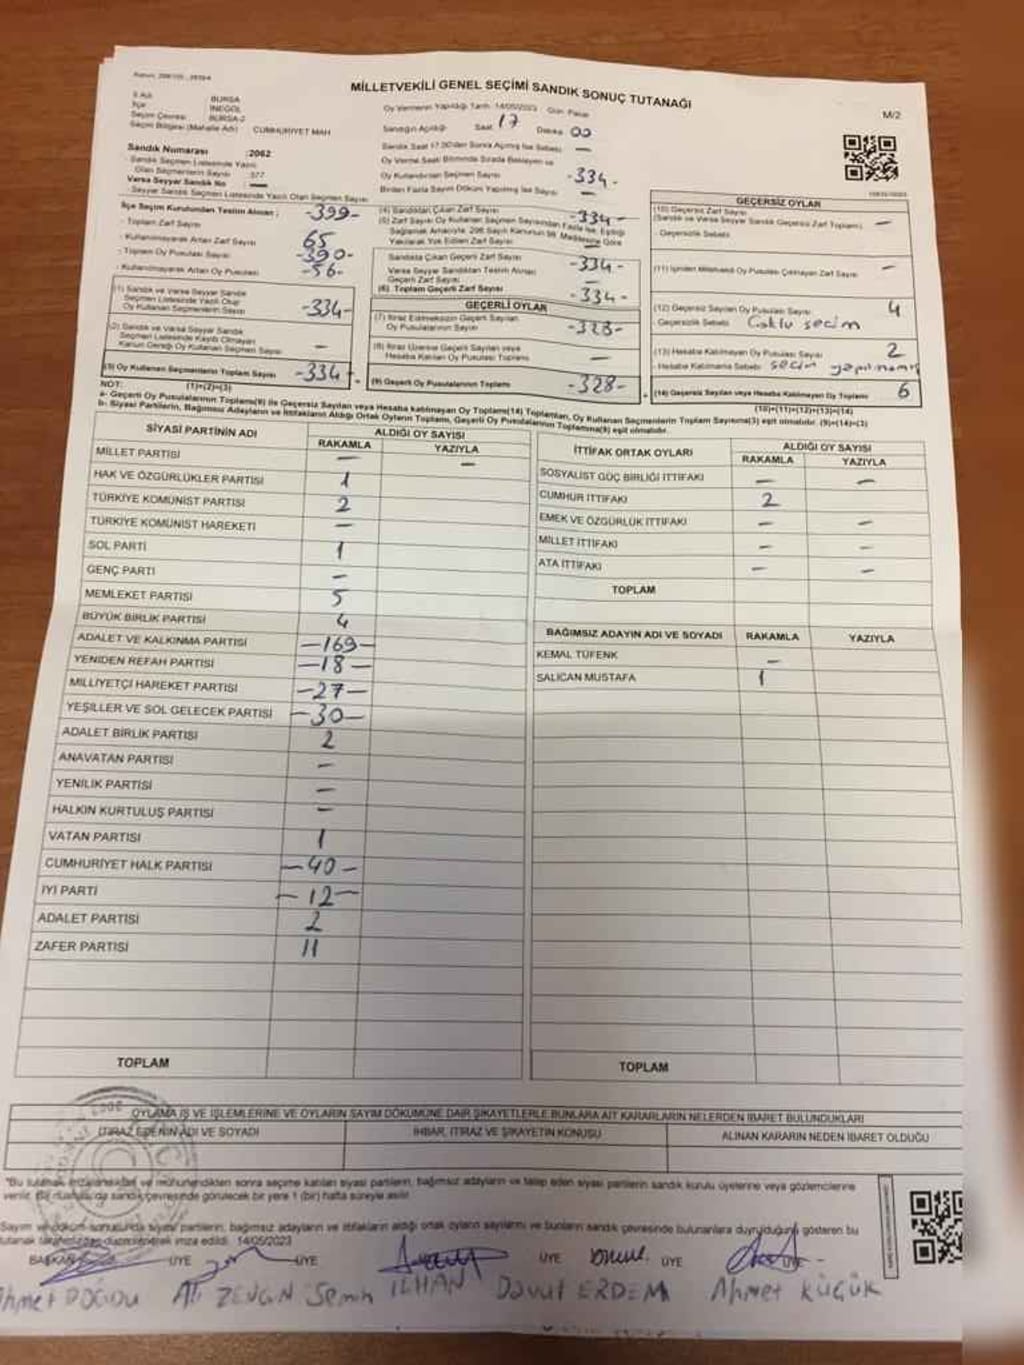 MİLLETVEKİLİ GENEL SEÇİMİ SANDIK SONUÇ TUTANAĞI
M/2
İl Adı BURSA
İlçe İNEGÖL
Seçim Çevresi BURSA-2
Seçim Bölgesi (Mahalle Adı) CUMHURİYET MAH
Sandık Numarası :2062
- Sandık Seçmen Listesinde Yazılı
Olan Seçmenlerin Sayısı :377
Varsa Seyyar Sandık No
- Seyyar Sandık Seçmen Listesinde Yazılı Olan Seçmen Sayısı
İlçe Seçim Kurulundan Teslim Alınan :
- Toplam Zarf Sayısı -399-
- Kullanılmayarak Artan Zarf Sayısı 65
- Toplam Oy Pusulası Sayısı -390-
- Kullanılmayarak Artan Oy Pusulası -56-
(1) Sandık ve Varsa Seyyar Sandık
Seçmen Listesinde Yazılı Olup
Oy Kullanan Seçmenlerin Sayısı -334-
(2) Sandık ve Varsa Seyyar Sandık
Seçmen Listesinde Kayıtlı Olmayan
Kanun Gereği Oy Kullanan Seçmen Sayısı —
(3) Oy Kullanan Seçmenlerin Toplam Sayısı -334-
Oy Vermenin Yapıldığı Tarih 14/05/2023 Gün Pazar
Sandığın Açıldığı Saat 17 Dakika 00
Sandık Saat 17.00'den Sonra Açılmış İse Sebebi —
Oy Verme Saati Bitiminde Sırada Bekleyen ve
Oy Kullandırılan Seçmen Sayısı -334-
Birden Fazla Sayım Döküm Yapılmış İse Sayısı —
(4) Sandıktan Çıkan Zarf Sayısı -334-
(5) Zarf Sayısı Oy Kullanan Seçmen Sayısından Fazla İse, Eşitliği
Sağlamak Amacıyla, 298 Sayılı Kanunun 98. Maddesine Göre
Yakılarak Yok Edilen Zarf Sayısı —
Sandıkta Çıkan Geçerli Zarf Sayısı -334-
Varsa Seyyar Sandıktan Teslim Alınan
Geçerli Zarf Sayısı —
(6) Toplam Geçerli Zarf Sayısı -334-
GEÇERLİ OYLAR
(7) İtiraz Edilmeksizin Geçerli Sayılan
Oy Pusulalarının Sayısı -328-
(8) İtiraz Üzerine Geçerli Sayılan veya
Hesaba Katılan Oy Pusulası Toplamı —
(9) Geçerli Oy Pusulalarının Toplamı -328-
GEÇERSİZ OYLAR
(10) Geçersiz Zarf Sayısı
(Sandık ve Varsa Seyyar Sandık Geçersiz Zarf Toplamı) —
- Geçersizlik Sebebi
(11) İçinden Milletvekili Oy Pusulası Çıkmayan Zarf Sayısı —
(12) Geçersiz Sayılan Oy Pusulası Sayısı 4
- Geçersizlik Sebebi Çoklu seçim
(13) Hesaba Katılmayan Oy Pusulası Sayısı 2
- Hesaba Katılmama Sebebi seçim yapılmamış
(14) Geçersiz Sayılan veya Hesaba Katılmayan Oy Toplamı 6
NOT: (1)+(2)=(3) (10)+(11)+(12)+(13)=(14)
a- Geçerli Oy Pusulalarının Toplamı(9) ile Geçersiz Sayılan veya Hesaba katılmayan Oy Toplamı(14) Toplamları, Oy Kullanan Seçmenlerin Toplam Sayısına(3) eşit olmalıdır. (9)+(14)=(3)
b- Siyasi Partilerin, Bağımsız Adayların ve İttifakların Aldığı Ortak Oyların Toplamı, Geçerli Oy Pusulalarının Toplamına(9) eşit olmalıdır.
SİYASİ PARTİNİN ADI ALDIĞI OY SAYISI
RAKAMLA YAZIYLA
MİLLET PARTİSİ — —
HAK VE ÖZGÜRLÜKLER PARTİSİ 1
TÜRKİYE KOMÜNİST PARTİSİ 2
TÜRKİYE KOMÜNİST HAREKETİ —
SOL PARTİ 1
GENÇ PARTİ —
MEMLEKET PARTİSİ 5
BÜYÜK BİRLİK PARTİSİ 4
ADALET VE KALKINMA PARTİSİ —169—
YENİDEN REFAH PARTİSİ —18—
MİLLİYETÇİ HAREKET PARTİSİ —27—
YEŞİLLER VE SOL GELECEK PARTİSİ —30—
ADALET BİRLİK PARTİSİ 2
ANAVATAN PARTİSİ —
YENİLİK PARTİSİ —
HALKIN KURTULUŞ PARTİSİ —
VATAN PARTİSİ 1
CUMHURİYET HALK PARTİSİ —40—
İYİ PARTİ —12—
ADALET PARTİSİ 2
ZAFER PARTİSİ 11
TOPLAM
İTTİFAK ORTAK OYLARI ALDIĞI OY SAYISI
RAKAMLA YAZIYLA
SOSYALİST GÜÇ BİRLİĞİ İTTİFAKI — —
CUMHUR İTTİFAKI 2
EMEK VE ÖZGÜRLÜK İTTİFAKI — —
MİLLET İTTİFAKI — —
ATA İTTİFAKI — —
TOPLAM
BAĞIMSIZ ADAYIN ADI VE SOYADI RAKAMLA YAZIYLA
KEMAL TÜFENK —
SALİCAN MUSTAFA 1
TOPLAM
OYLAMA İŞ VE İŞLEMLERİNE VE OYLARIN SAYIM DÖKÜMÜNE DAİR ŞİKAYETLERLE BUNLARA AİT KARARLARIN NELERDEN İBARET BULUNDUKLARI
İTİRAZ EDENİN ADI VE SOYADI İHBAR, İTİRAZ VE ŞİKAYETİN KONUSU ALINAN KARARIN NEDEN İBARET OLDUĞU
"Bu tutanak imzalandıktan ve mühürlendikten sonra seçime katılan siyasi partilerin, bağımsız adayların ve talep eden siyasi partilerin sandık kurulu üyelerine veya gözlemcilerine
verilir. Bir nüshası da sandık çevresinde görülecek bir yere 1 (bir) hafta süreyle asılır
Sayım ve döküm sonucunda siyasi partilerin, bağımsız adayların ve ittifakların aldığı ortak oyların sayılarını ve bunların sandık çevresinde bulunanlara duyrulduğunu gösteren bu
tutanak tarafımızdan düzenlenerek imza edildi. 14/05/2023
BAŞKAN ÜYE ÜYE ÜYE ÜYE ÜYE
Ahmet DOĞDU Ali ZENGİN Semih İLHAN Davut ERDEM Ahmet KÜÇÜK